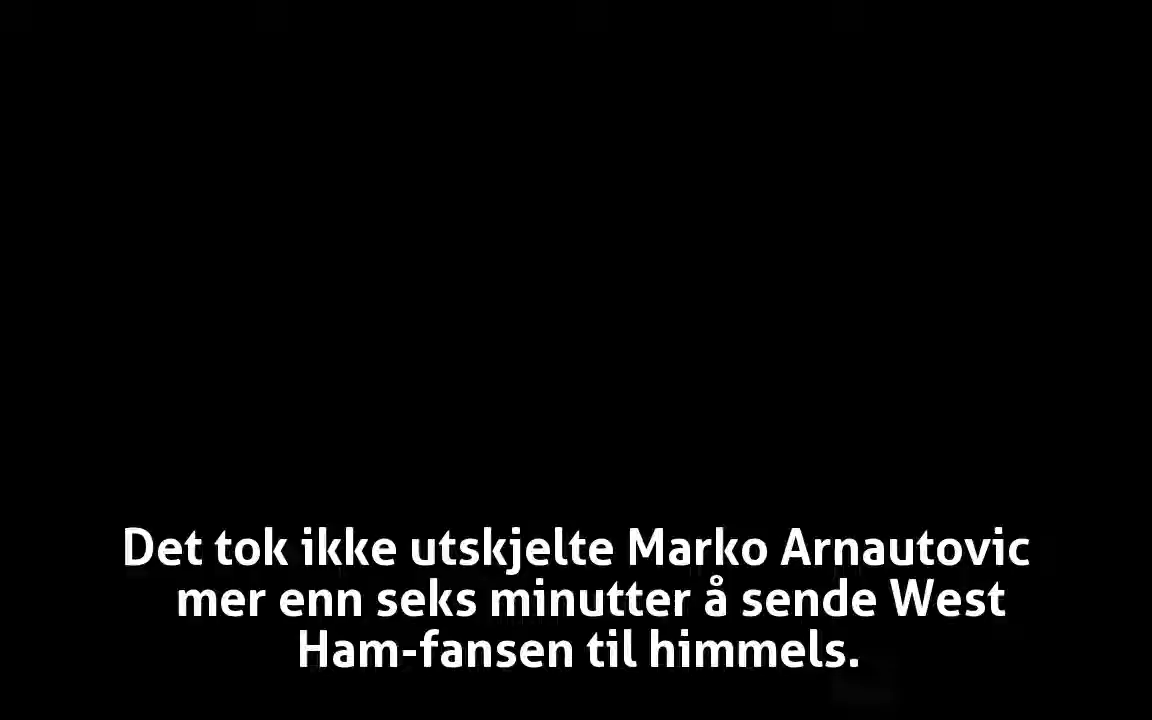 Det tok ikke utskjelte Marko Arnautovic
mer enn seks minutter å sende West
Ham-fansen til himmels.